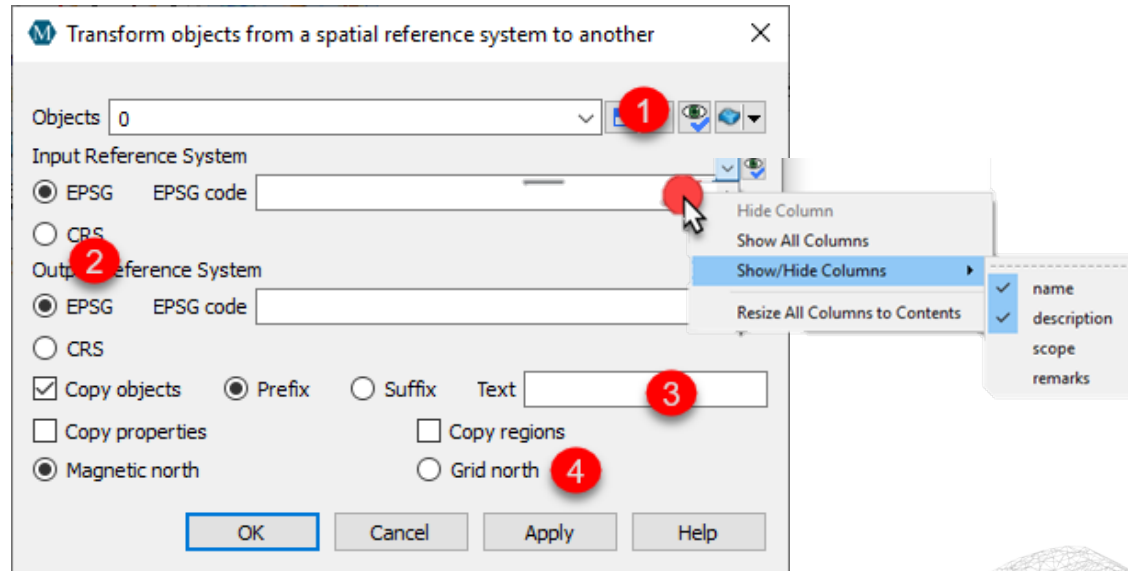 M Transform objects from a spatial reference system to another
Objects 0 1
Input Reference System
EPSG EPSG code
CRS
2
Output Reference System
EPSG EPSG code
CRS
Hide Column
Show All Columns
Show/Hide Columns
Resize All Columns to Contents
name
description
scope
remarks
Copy objects Prefix Suffix Text 3
Copy properties Copy regions
Magnetic north Grid north 4
OK Cancel Apply Help